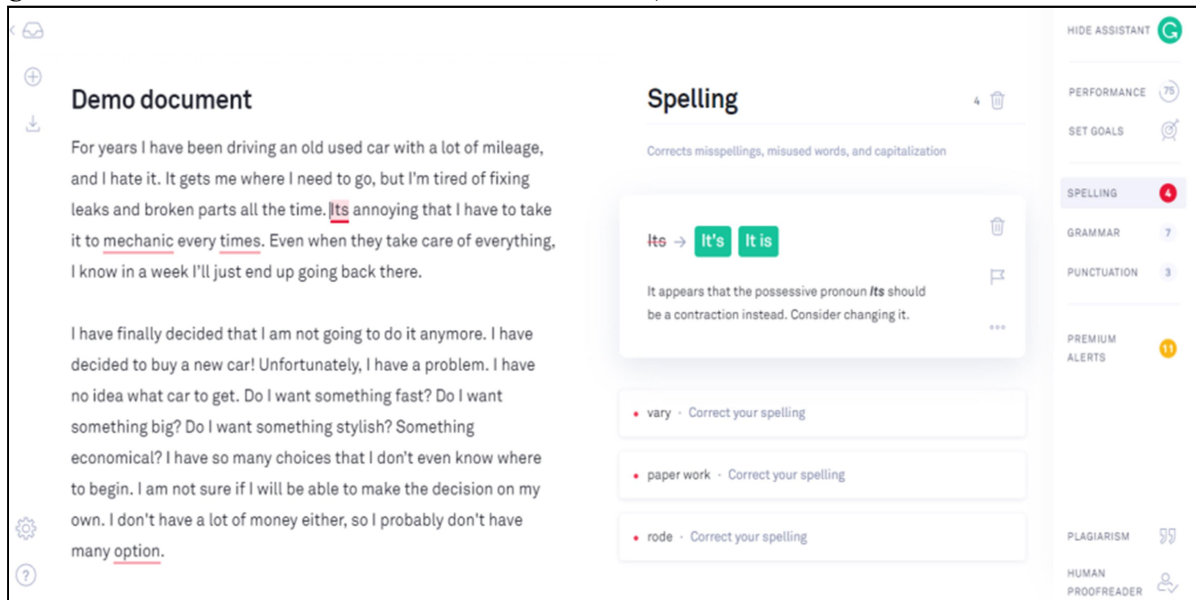 HIDE ASSISTANT
Demo document
Spelling
4
PERFORMANCE 75
SET GOALS
For years I have been driving an old used car with a lot of mileage,
and I hate it. It gets me where I need to go, but I'm tired of fixing
leaks and broken parts all the time. Its annoying that I have to take
it to mechanic every times. Even when they take care of everything,
I know in a week I'll just end up going back there.
I have finally decided that I am not going to do it anymore. I have
decided to buy a new car! Unfortunately, I have a problem. I have
no idea what car to get. Do I want something fast? Do I want
something big? Do I want something stylish? Something
economical? I have so many choices that I don't even know where
to begin. I am not sure if I will be able to make the decision on my
own. I don't have a lot of money either, so I probably don't have
many option.
Corrects misspellings, misused words, and capitalization
Its → It's It is
It appears that the possessive pronoun Its should
be a contraction instead. Consider changing it.
vary · Correct your spelling
paper work · Correct your spelling
rode · Correct your spelling
SPELLING 4
GRAMMAR 7
PUNCTUATION 3
PREMIUM
ALERTS 11
PLAGIARISM
HUMAN
PROOFREADER